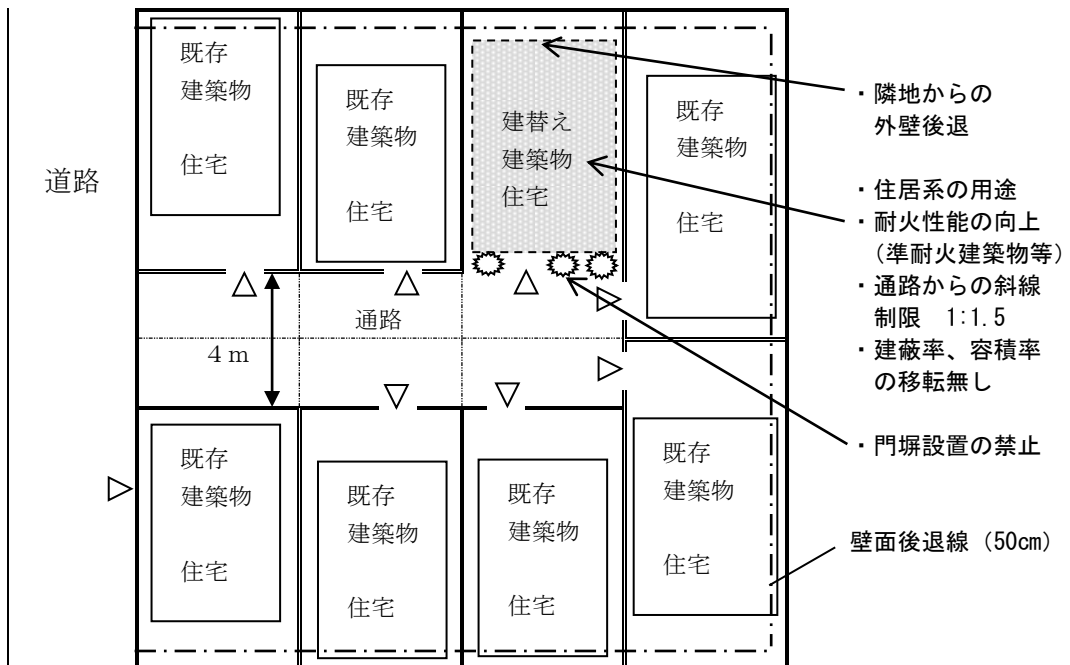 道路
既存
建築物
住宅
既存
建築物
住宅
建替え
建築物
住宅
既存
建築物
住宅
・隣地からの
外壁後退
・住居系の用途
・耐火性能の向上
(準耐火建築物等)
・通路からの斜線
制限 1:1.5
・建蔽率、容積率
の移転無し
・門塀設置の禁止
壁面後退線(50cm)
通路
4m
既存
建築物
住宅
既存
建築物
住宅
既存
建築物
住宅
既存
建築物
住宅